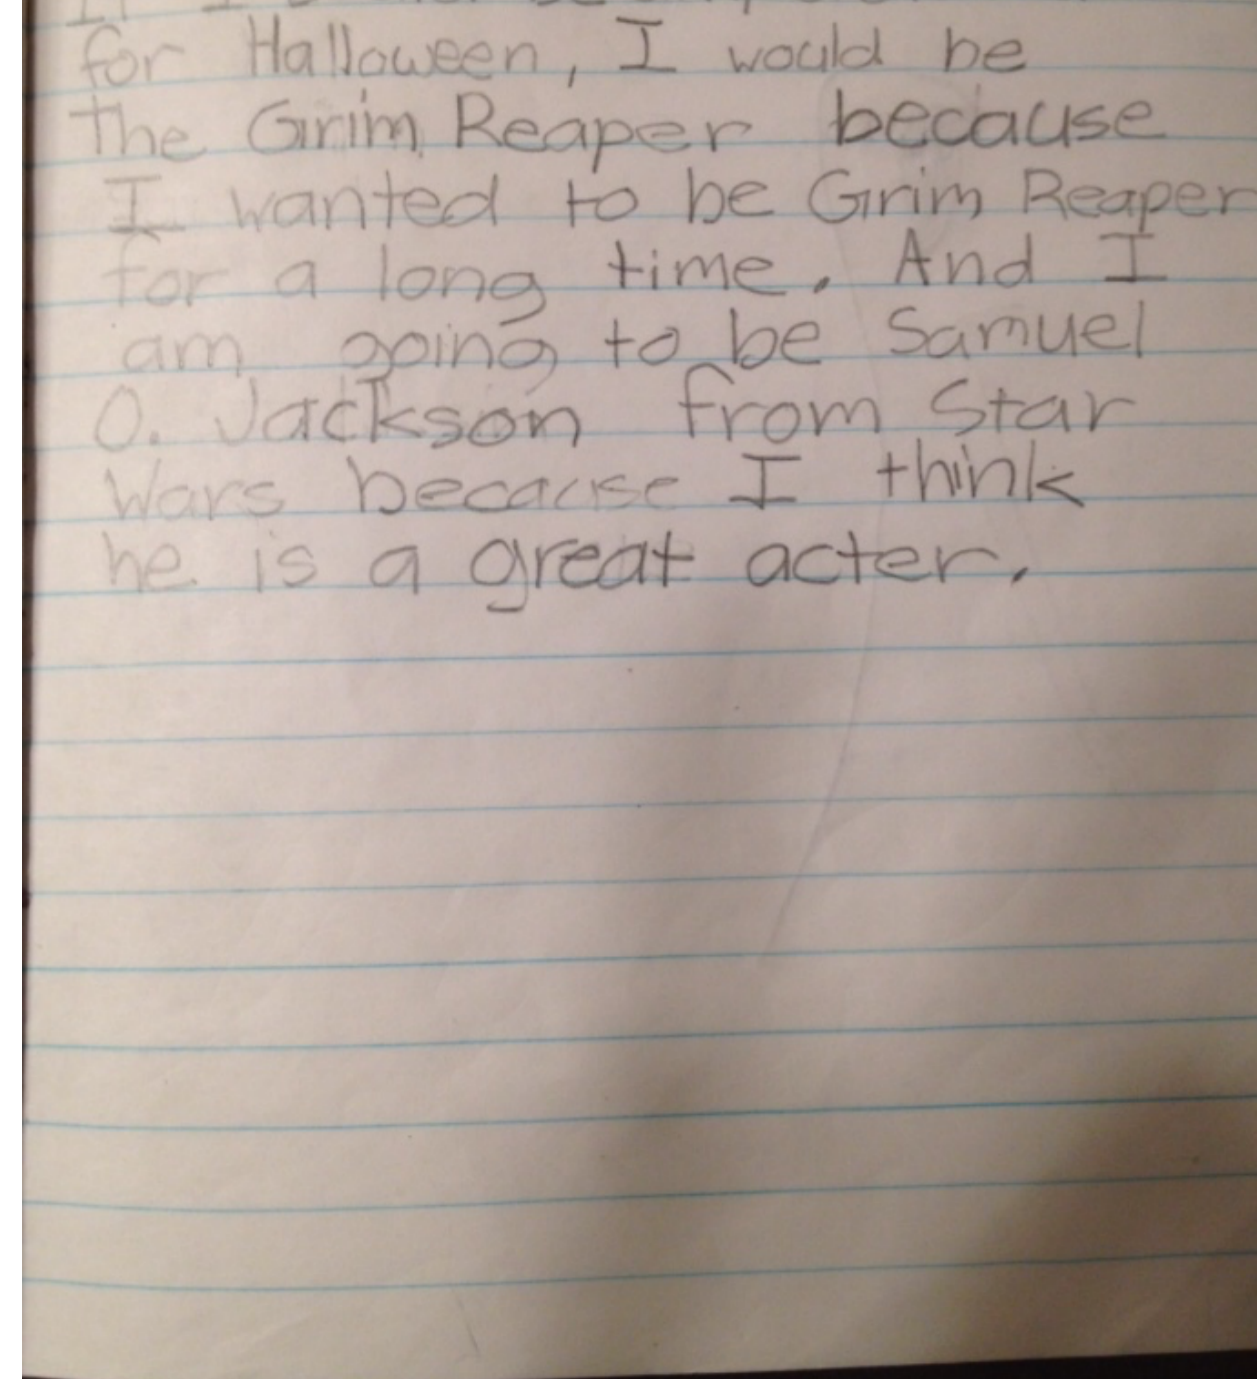 for Halloween, I would be
the Grim Reaper because
I wanted to be Grim Reaper
for a long time. And I
am going to be Samuel
O. Jackson from Star
Wars because I think
he is a great acter.